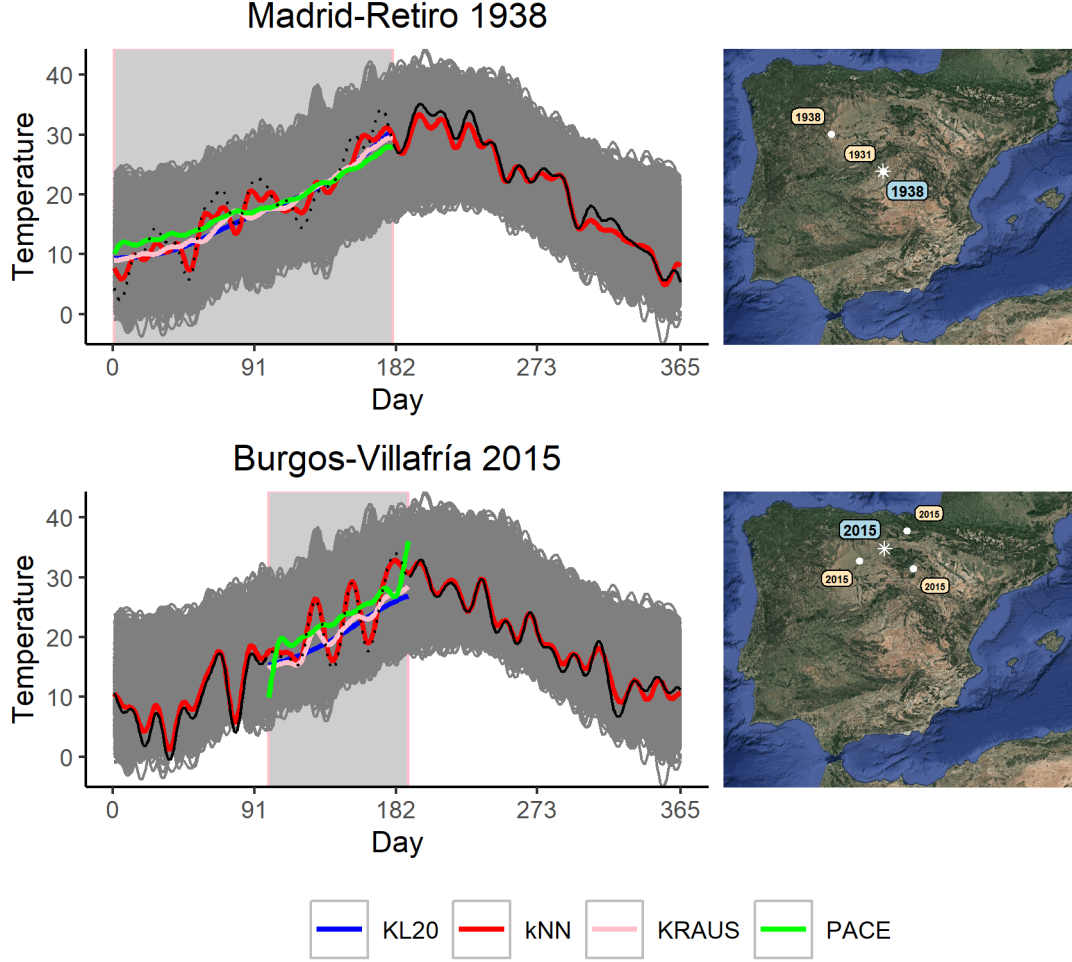 Madrid-Retiro 1938
Temperature
40
30
20
10
0
0 91 182 273 365
Day
1938
1931
1938
Burgos-Villafría 2015
Temperature
40
30
20
10
0
0 91 182 273 365
Day
2015
2015
2015
2015
KL20 kNN KRAUS PACE